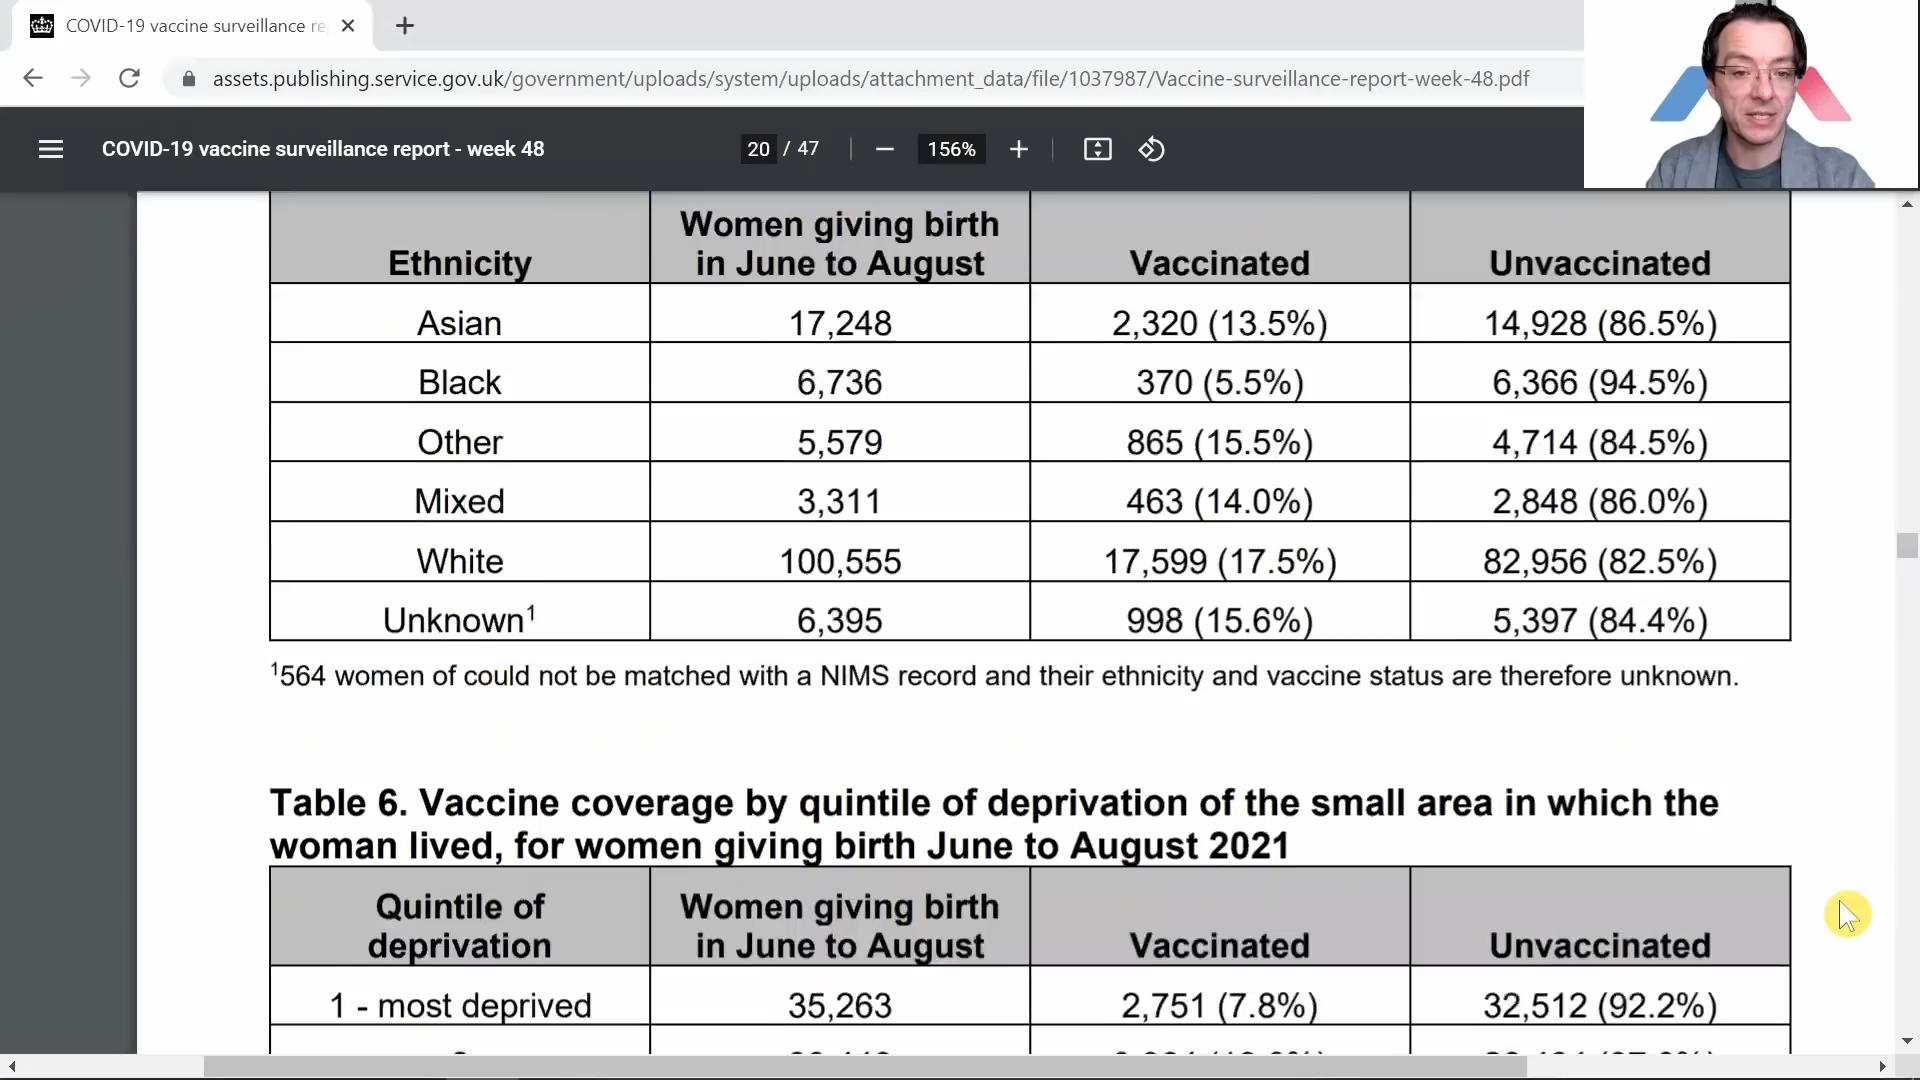 COVID-19 vaccine surveillance re
assets.publishing.service.gov.uk/government/uploads/system/uploads/attachment_data/file/1037987/Vaccine-surveillance-report-week-48.pdf
COVID-19 vaccine surveillance report - week 48
20 / 47
156%
Ethnicity Women giving birth in June to August Vaccinated Unvaccinated
Asian 17,248 2,320 (13.5%) 14,928 (86.5%)
Black 6,736 370 (5.5%) 6,366 (94.5%)
Other 5,579 865 (15.5%) 4,714 (84.5%)
Mixed 3,311 463 (14.0%) 2,848 (86.0%)
White 100,555 17,599 (17.5%) 82,956 (82.5%)
Unknown¹ 6,395 998 (15.6%) 5,397 (84.4%)
¹564 women of could not be matched with a NIMS record and their ethnicity and vaccine status are therefore unknown.
Table 6. Vaccine coverage by quintile of deprivation of the small area in which the
woman lived, for women giving birth June to August 2021
Quintile of deprivation Women giving birth in June to August Vaccinated Unvaccinated
1 - most deprived 35,263 2,751 (7.8%) 32,512 (92.2%)